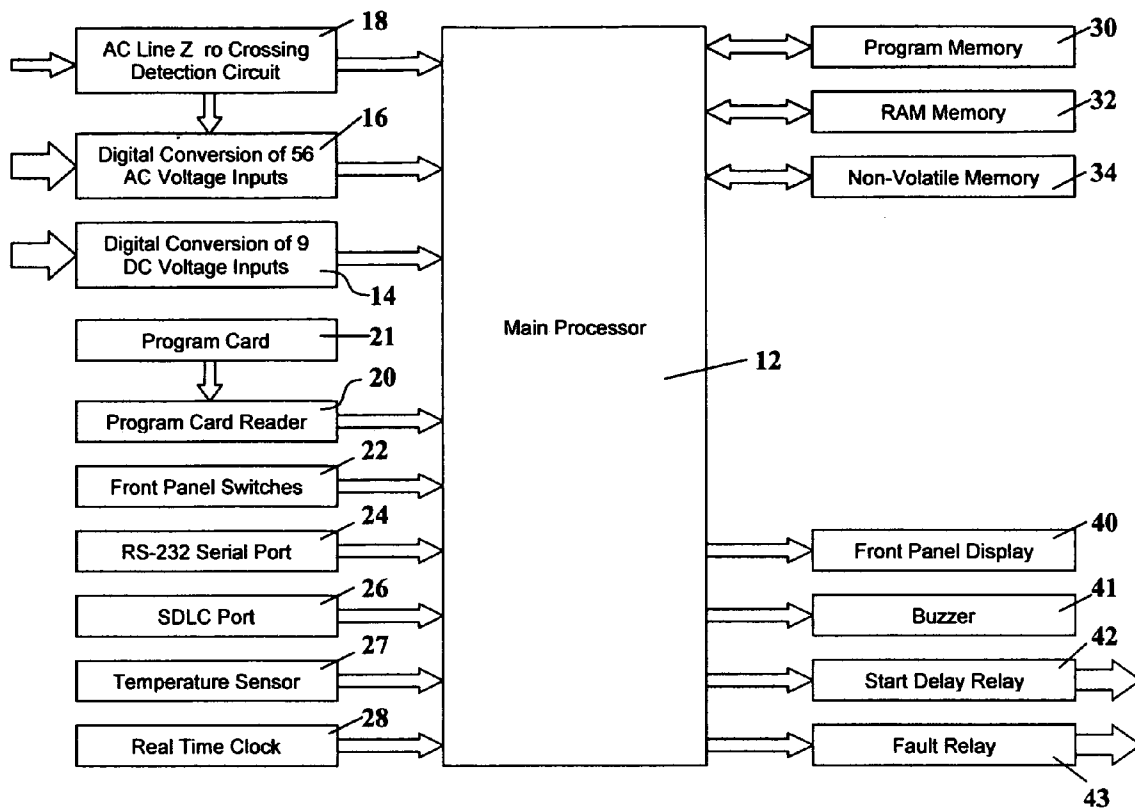 18
AC Line Z ro Crossing
Detection Circuit
16
Digital Conversion of 56
AC Voltage Inputs
Digital Conversion of 9
DC Voltage Inputs
14
Program Card
21
20
Program Card Reader
22
Front Panel Switches
24
RS-232 Serial Port
26
SDLC Port
27
Temperature Sensor
28
Real Time Clock
Main Processor
12
30
Program Memory
32
RAM Memory
Non-Volatile Memory
34
40
Front Panel Display
41
Buzzer
42
Start Delay Relay
Fault Relay
43